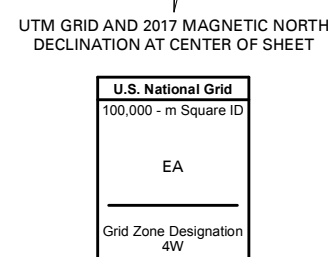 UTM GRID AND 2017 MAGNETIC NORTH
DECLINATION AT CENTER OF SHEET
U.S. National Grid
100,000 - m Square ID
EA
Grid Zone Designation
4W